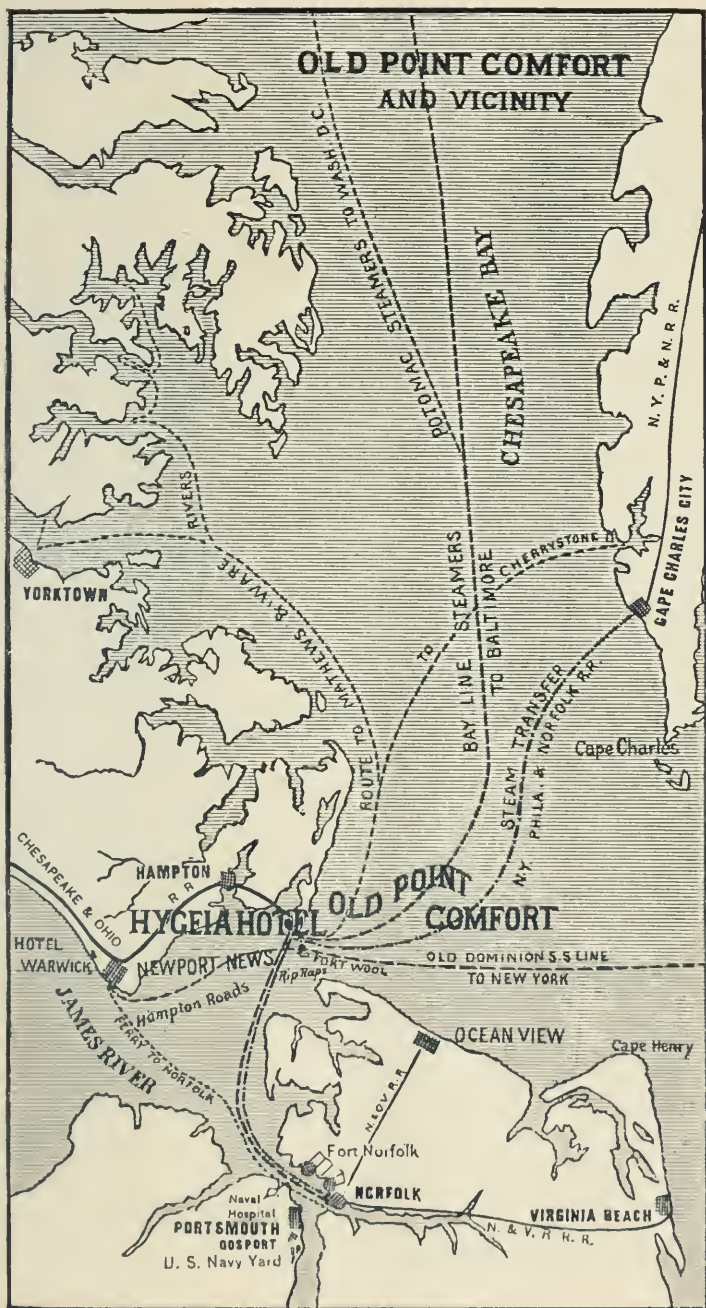 OLD POINT COMFORT
AND VICINITY
POTOMAC STEAMERS TO WASH. D.C.
CHESAPEAKE BAY
N.Y.P. & N.R.R.
CAPE CHARLES CITY
CHERRYSTONE
TO
RIVERS
ROUTE TO MATHEWS & WARE
YORKTOWN
BAY LINE STEAMERS
TO BALTIMORE
STEAM TRANSFER
N.Y. PHILA. & NORFOLK R.R.
Cape Charles
CHESAPEAKE & OHIO
R R
HAMPTON
HYGEIA HOTEL
OLD POINT
COMFORT
HOTEL
WARWICK
NEWPORT NEWS
FORT WOOL
Rip Raps
Hampton Roads
OLD DOMINION S.S LINE
TO NEW YORK
JAMES RIVER
FERRY TO NORFOLK
OCEAN VIEW
Cape Henry
N. & O.V. R.R
Fort Norfolk
NORFOLK
Naval
Hospital
PORTSMOUTH
GOSPORT
U. S. Navy Yard
VIRGINIA BEACH
N. & V. R R. R.